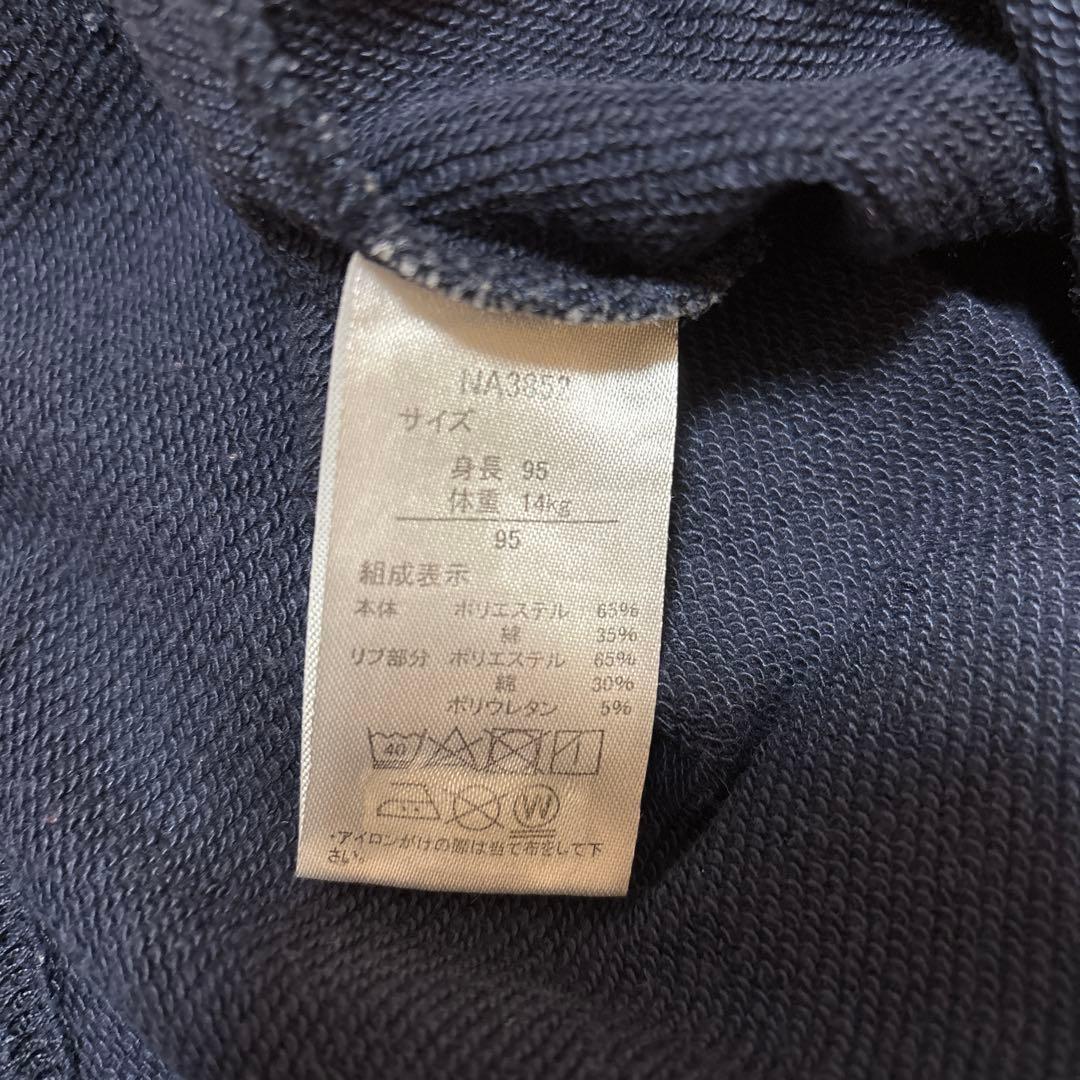 NA3852
サイズ
身長 95
体重 14kg
95
組成表示
本体 ポリエステル 65%
綿 35%
リブ部分 ポリエステル 65%
綿 30%
ポリウレタン 5%
40
W
・アイロンがけの際は当て布をして下
さい。